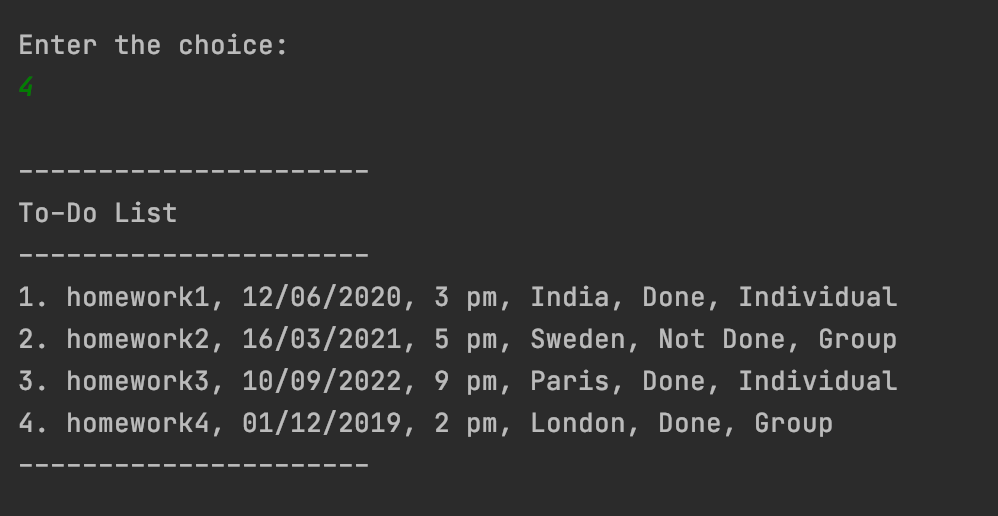 Enter the choice:
4
----------------------
To-Do List
----------------------
1. homework1, 12/06/2020, 3 pm, India, Done, Individual
2. homework2, 16/03/2021, 5 pm, Sweden, Not Done, Group
3. homework3, 10/09/2022, 9 pm, Paris, Done, Individual
4. homework4, 01/12/2019, 2 pm, London, Done, Group
----------------------